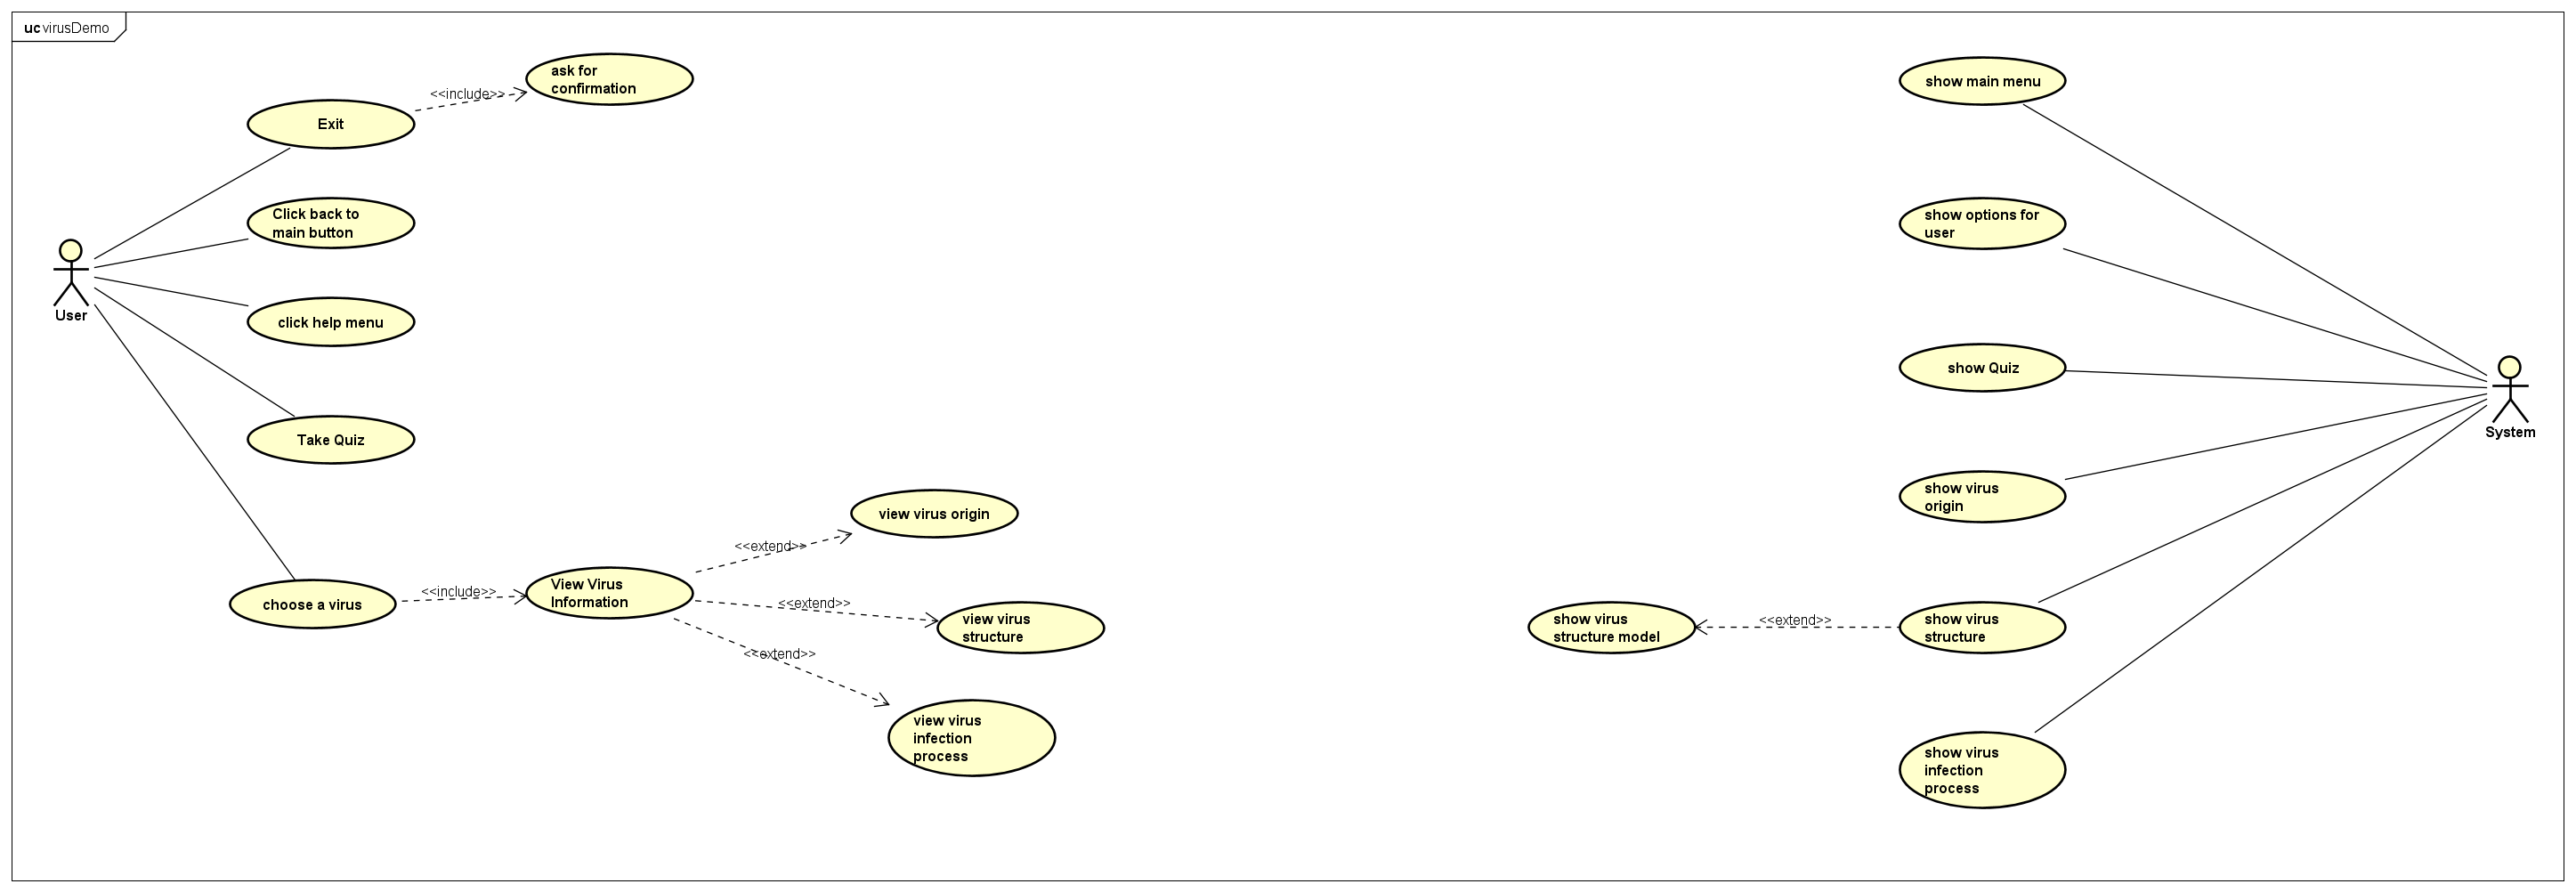 uc virusDemo
ask for
confirmation
<<include>>
Exit
Click back to
main button
click help menu
User
Take Quiz
choose a virus
<<include>>
View Virus
Information
<<extend>>
view virus origin
<<extend>>
view virus
structure
<<extend>>
view virus
infection
process
show main menu
show options for
user
show Quiz
System
show virus
origin
show virus
structure model
<<extend>>
show virus
structure
show virus
infection
process